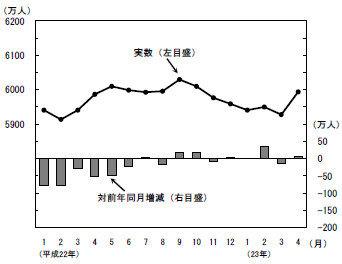 （万人）
6200
6100
6000
5900
実数（左目盛）
（万人）
50
0
−50
−100
−150
−200
対前年同月増減（右目盛）
1 2 3 4 5 6 7 8 9 10 11 12 1 2 3 4 （月）
（平成22年） （23年）